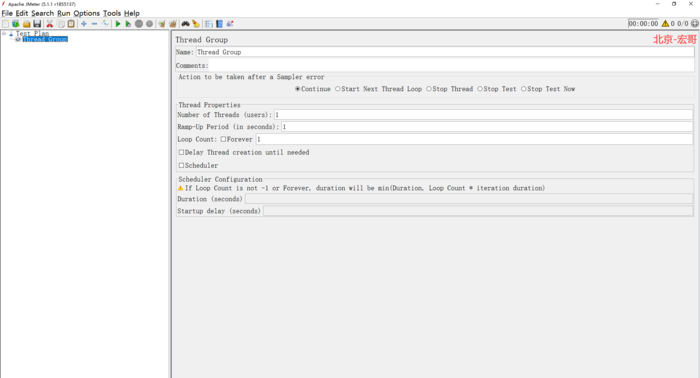 Apache JMeter (5.1.1 r1855137)
File Edit Search Run Options Tools Help
00:00:00 0 0/0
Test Plan
Thread Group
Thread Group
北京-宏哥
Name: Thread Group
Comments:
Action to be taken after a Sampler error
Continue Start Next Thread Loop Stop Thread Stop Test Stop Test Now
Thread Properties
Number of Threads (users): 1
Ramp-Up Period (in seconds): 1
Loop Count: Forever 1
Delay Thread creation until needed
Scheduler
Scheduler Configuration
If Loop Count is not -1 or Forever, duration will be min(Duration, Loop Count * iteration duration)
Duration (seconds)
Startup delay (seconds)